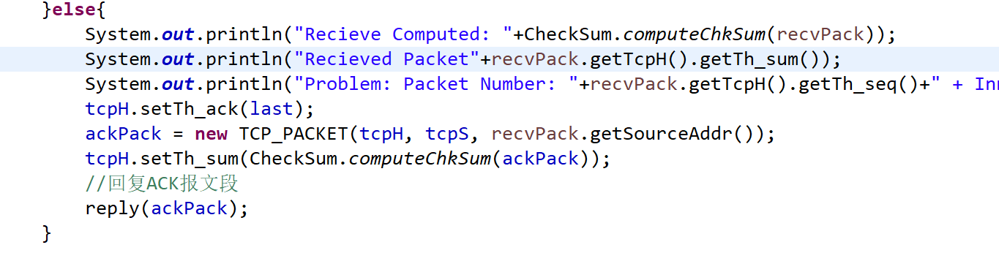 }else{
System.out.println("Recieve Computed: "+CheckSum.computeChkSum(recvPack));
System.out.println("Recieved Packet"+recvPack.getTcpH().getTh_sum());
System.out.println("Problem: Packet Number: "+recvPack.getTcpH().getTh_seq()+" + Inn
tcpH.setTh_ack(last);
ackPack = new TCP_PACKET(tcpH, tcpS, recvPack.getSourceAddr());
tcpH.setTh_sum(CheckSum.computeChkSum(ackPack));
//回复ACK报文段
reply(ackPack);
}